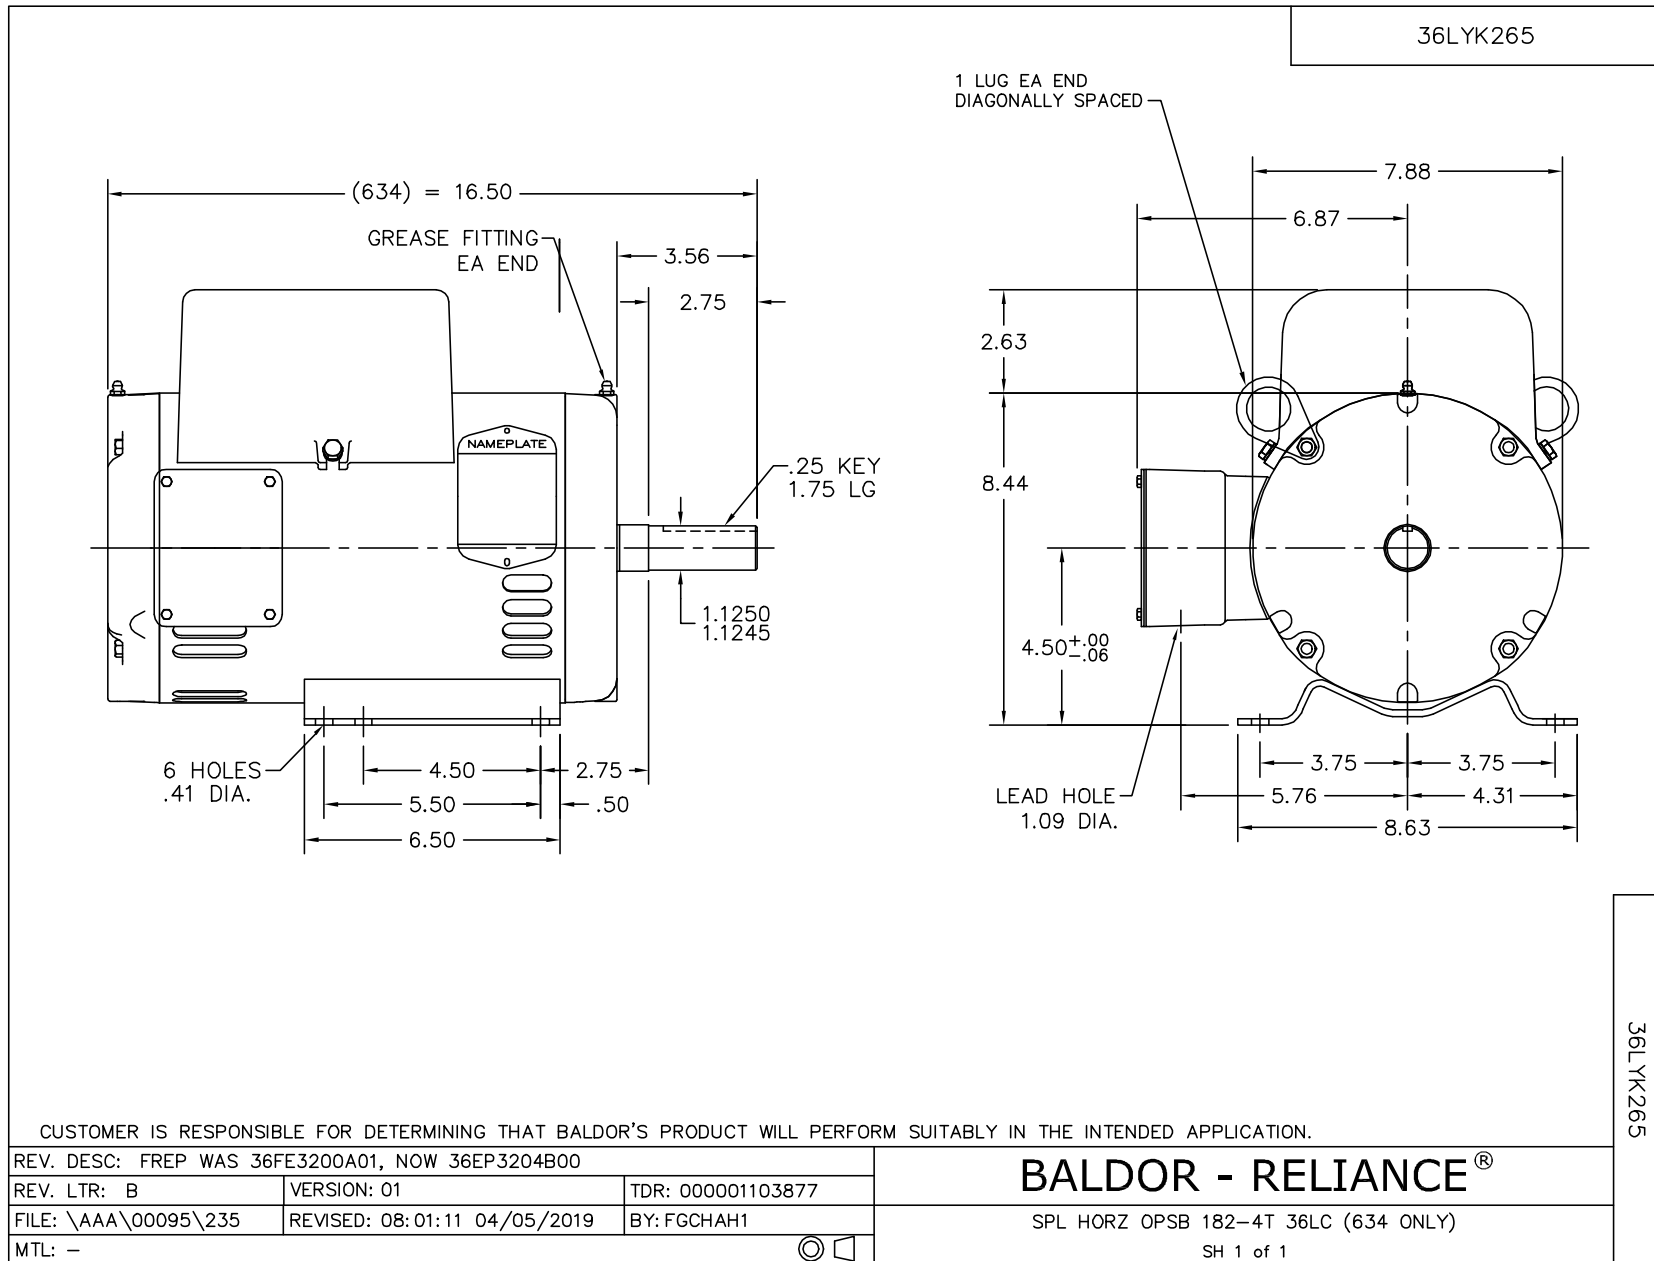 36LYK265
1 LUG EA END
DIAGONALLY SPACED
(634) = 16.50
GREASE FITTING
EA END
3.56
2.75
7.88
6.87
2.63
8.44
NAMEPLATE
.25 KEY
1.75 LG
1.1250
1.1245
4.50+.00
-.06
6 HOLES
.41 DIA.
4.50
2.75
5.50
.50
6.50
3.75
3.75
LEAD HOLE
1.09 DIA.
5.76
4.31
8.63
36LYK265
CUSTOMER IS RESPONSIBLE FOR DETERMINING THAT BALDOR'S PRODUCT WILL PERFORM SUITABLY IN THE INTENDED APPLICATION.
REV. DESC: FREP WAS 36FE3200A01, NOW 36EP3204B00
REV. LTR: B
VERSION: 01
TDR: 000001103877
FILE: \AAA\00095\235
REVISED: 08:01:11 04/05/2019
BY: FGCHAH1
MTL: -
BALDOR - RELIANCE®
SPL HORZ OPSB 182-4T 36LC (634 ONLY)
SH 1 of 1